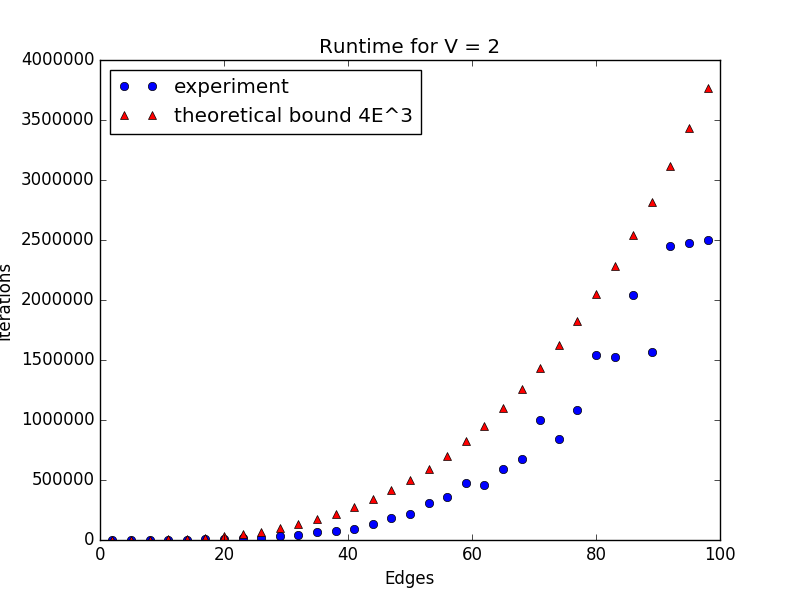 Runtime for V = 2
4000000
3500000
3000000
2500000
2000000
1500000
1000000
500000
0
experiment
theoretical bound 4E^3
Iterations
0 20 40 60 80 100
Edges